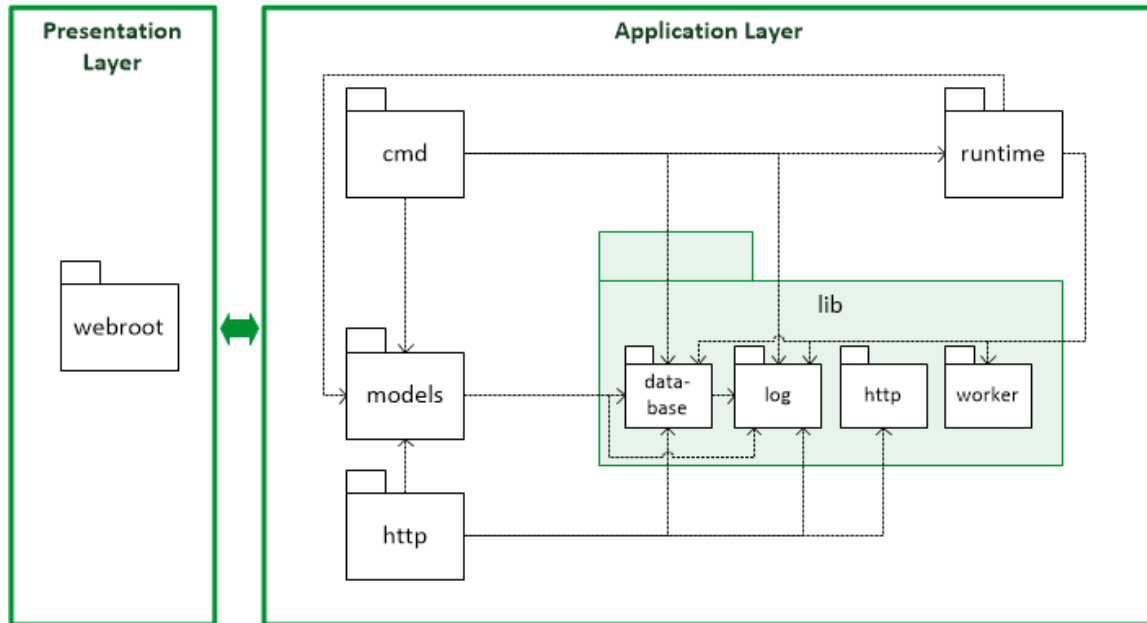 Presentation
Layer
Application Layer
cmd
runtime
webroot
lib
models
data-
base
log
http
worker
http